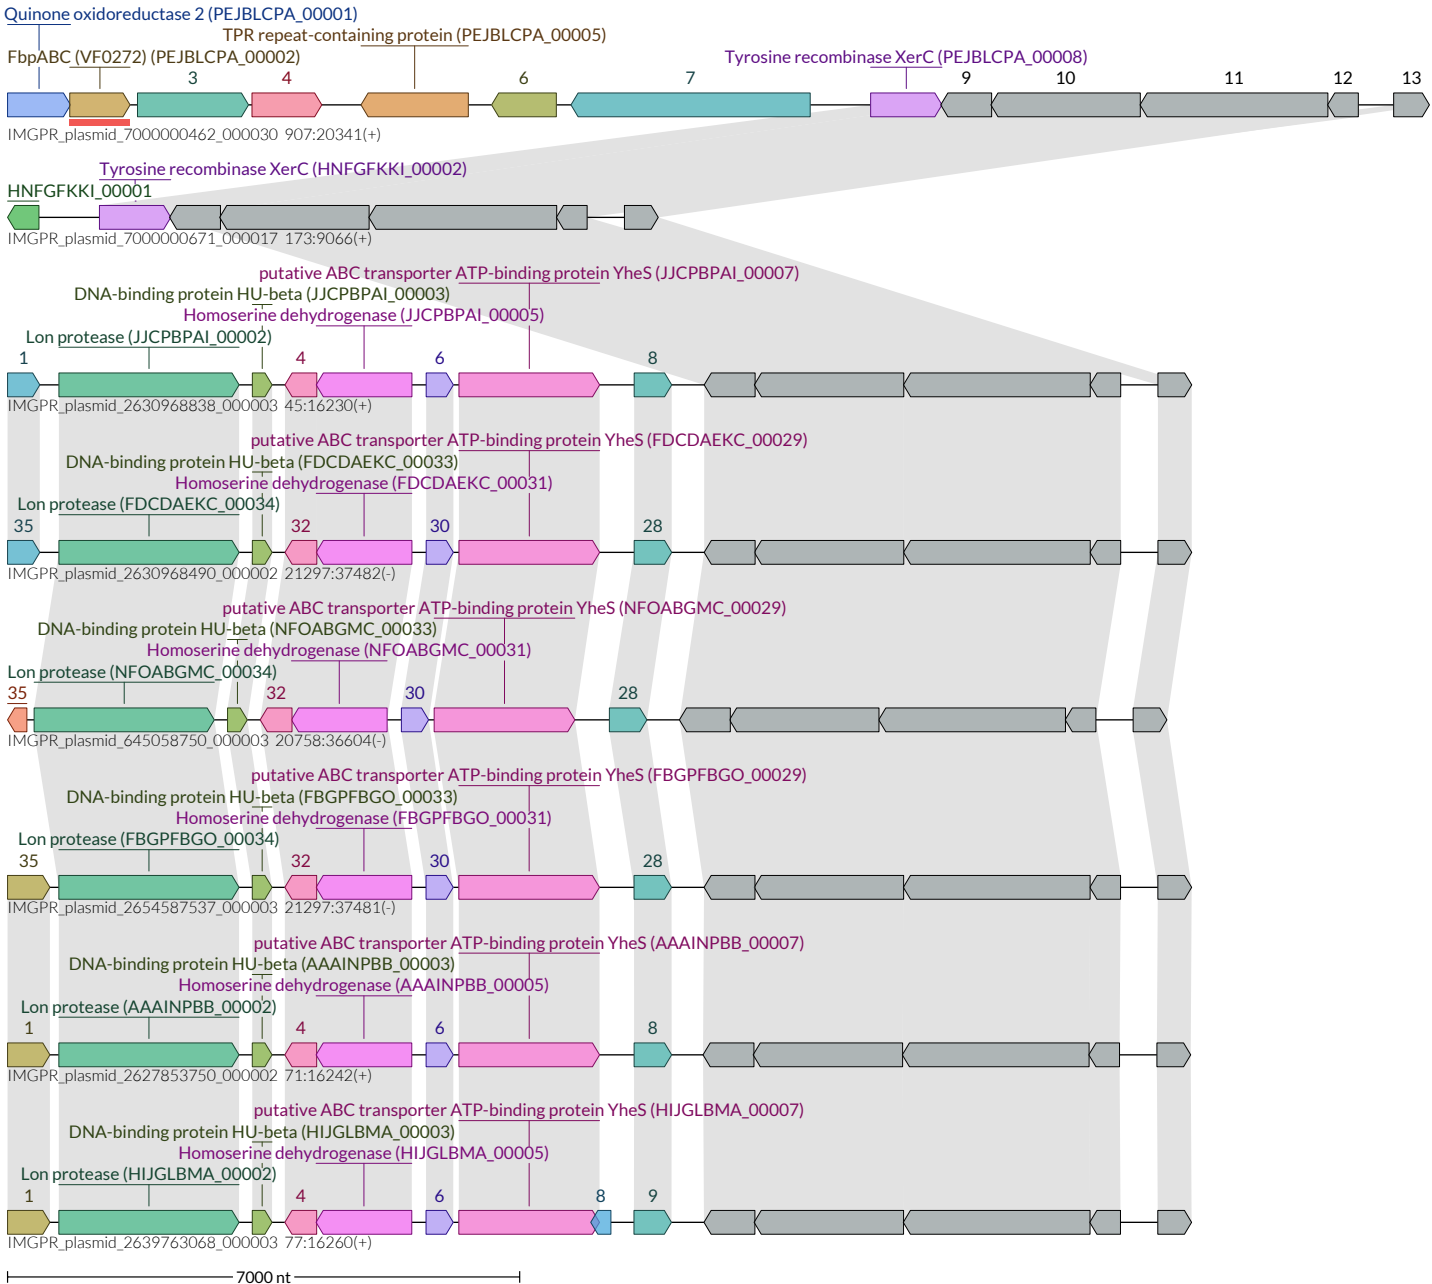 Quinone oxidoreductase 2 (PEJBLCPA_00001)
TPR repeat-containing protein (PEJBLCPA_00005)
FbpABC (VF0272) (PEJBLCPA_00002) Tyrosine recombinase XerC (PEJBLCPA_00008)
3 4 6 7 9 10 11 12 13
IMGPR_plasmid_7000000462_000030 907:20341(+)
Tyrosine recombinase XerC (HNFGFKKI_00002)
HNFGFKKI_00001
IMGPR_plasmid_7000000671_000017 173:9066(+)
putative ABC transporter ATP-binding protein YheS (JJCPBPAI_00007)
DNA-binding protein HU-beta (JJCPBPAI_00003)
Homoserine dehydrogenase (JJCPBPAI_00005)
Lon protease (JJCPBPAI_00002)
1 4 6 8
IMGPR_plasmid_2630968838_000003 45:16230(+)
putative ABC transporter ATP-binding protein YheS (FDCDAEKC_00029)
DNA-binding protein HU-beta (FDCDAEKC_00033)
Homoserine dehydrogenase (FDCDAEKC_00031)
Lon protease (FDCDAEKC_00034)
35 32 30 28
IMGPR_plasmid_2630968490_000002 21297:37482(-)
putative ABC transporter ATP-binding protein YheS (NFOABGMC_00029)
DNA-binding protein HU-beta (NFOABGMC_00033)
Homoserine dehydrogenase (NFOABGMC_00031)
Lon protease (NFOABGMC_00034)
35 32 30 28
IMGPR_plasmid_645058750_000003 20758:36604(-)
putative ABC transporter ATP-binding protein YheS (FBGPFBGO_00029)
DNA-binding protein HU-beta (FBGPFBGO_00033)
Homoserine dehydrogenase (FBGPFBGO_00031)
Lon protease (FBGPFBGO_00034)
35 32 30 28
IMGPR_plasmid_2654587537_000003 21297:37481(-)
putative ABC transporter ATP-binding protein YheS (AAAINPBB_00007)
DNA-binding protein HU-beta (AAAINPBB_00003)
Homoserine dehydrogenase (AAAINPBB_00005)
Lon protease (AAAINPBB_00002)
1 4 6 8
IMGPR_plasmid_2627853750_000002 71:16242(+)
putative ABC transporter ATP-binding protein YheS (HIJGLBMA_00007)
DNA-binding protein HU-beta (HIJGLBMA_00003)
Homoserine dehydrogenase (HIJGLBMA_00005)
Lon protease (HIJGLBMA_00002)
1 4 6 8 9
IMGPR_plasmid_2639763068_000003 77:16260(+)
7000 nt